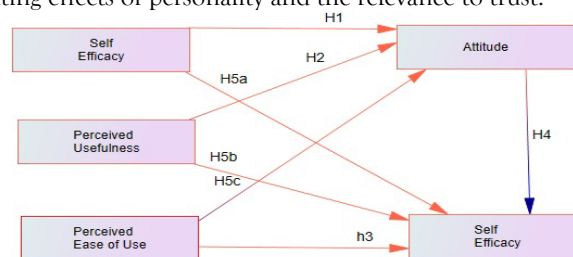 ting effects of personality and the relevance to trust.
H1
Self
Efficacy
Attitude
H2
H5a
Perceived
Usefulness
H4
H5b
H5c
Perceived
Ease of Use
h3
Self
Efficacy